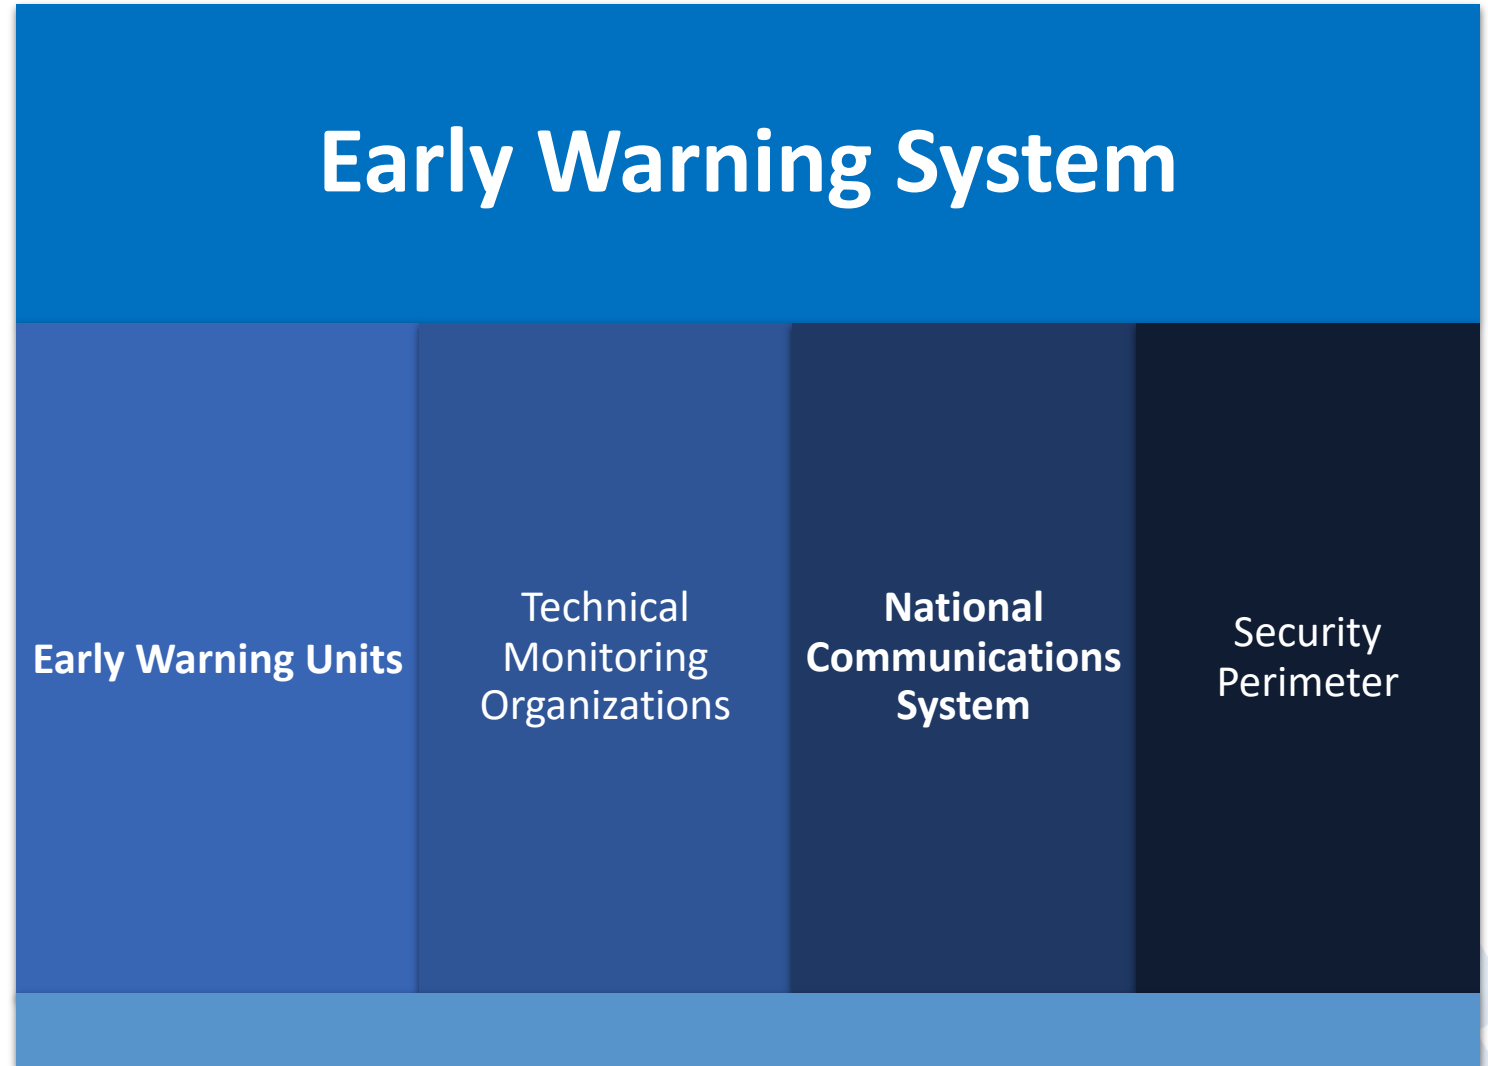 Early Warning System
Early Warning Units
Technical
Monitoring
Organizations
National
Communications
System
Security
Perimeter